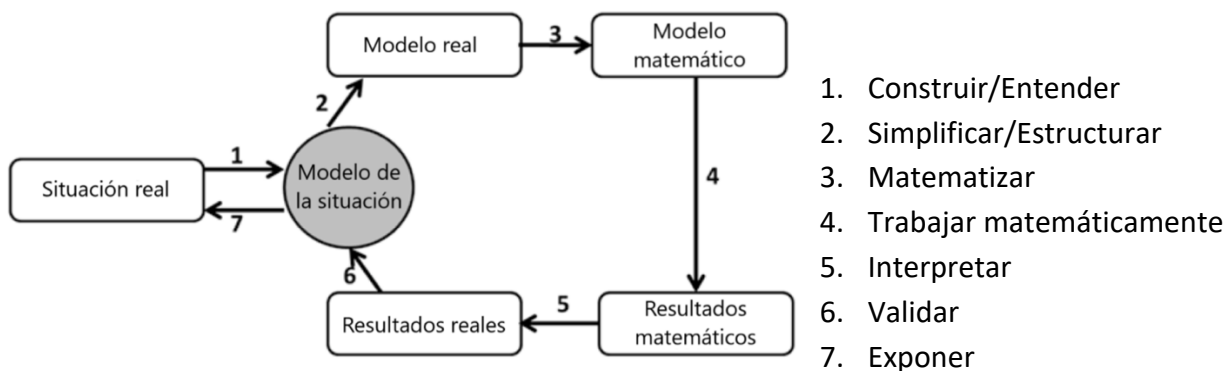 Modelo real
3
Modelo
matemático
2
1
Situación real
Modelo de
la situación
7
4
6
Resultados reales
5
Resultados
matemáticos
1. Construir/Entender
2. Simplificar/Estructurar
3. Matematizar
4. Trabajar matemáticamente
5. Interpretar
6. Validar
7. Exponer